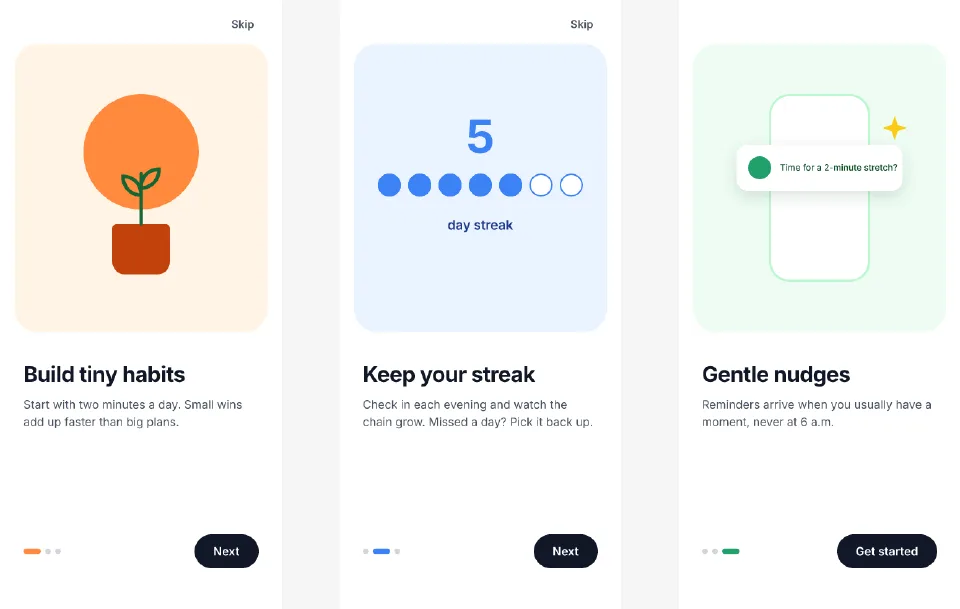 Skip
Build tiny habits
Start with two minutes a day. Small wins
add up faster than big plans.
Next
Skip
5
day streak
Keep your streak
Check in each evening and watch the
chain grow. Missed a day? Pick it back up.
Next
Time for a 2-minute stretch?
Gentle nudges
Reminders arrive when you usually have a
moment, never at 6 a.m.
Get started